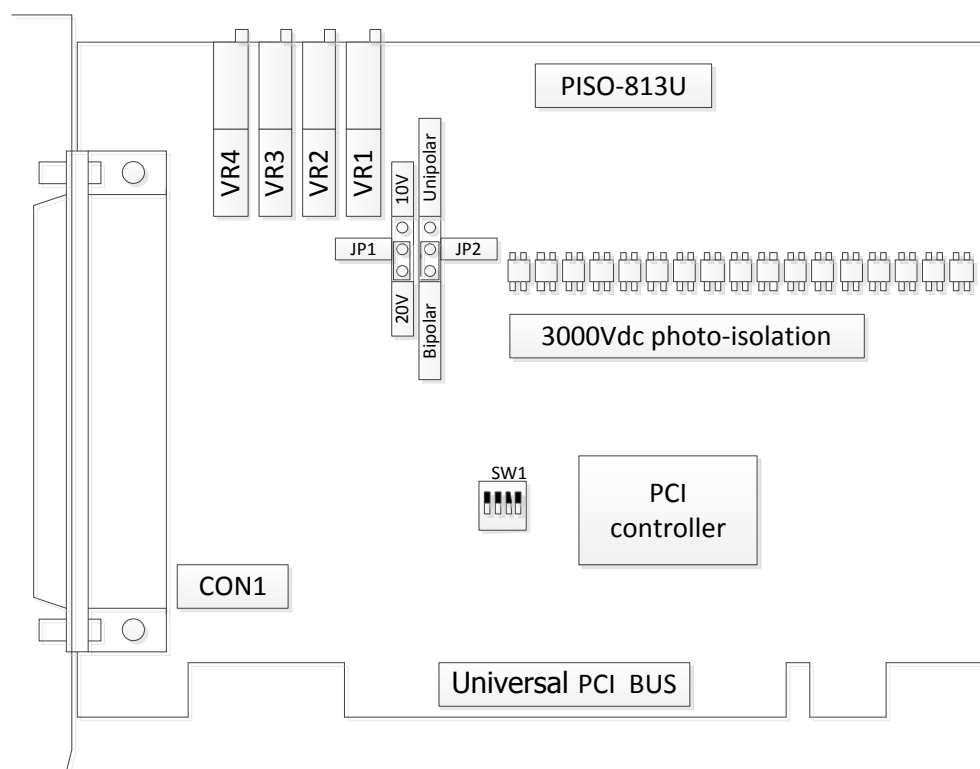 PISO-813U
VR4
VR3
VR2
VR1
10V
Unipolar
JP1
JP2
20V
Bipolar
3000Vdc photo-isolation
SW1
PCI
controller
CON1
Universal PCI BUS